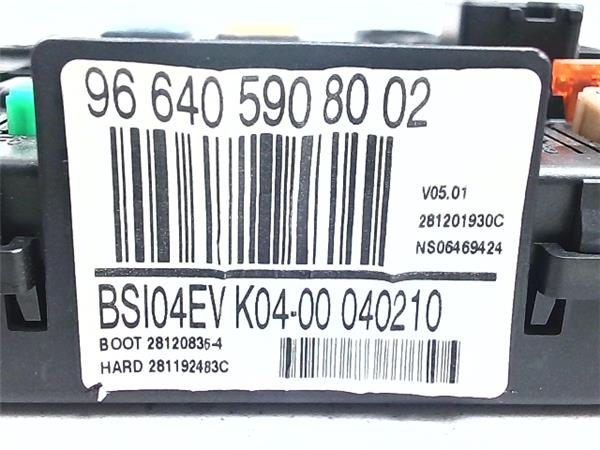 96 640 590 80 02
V05.01
281201930C
NS06469424
BSI04EV K04-00 040210
BOOT 28120836-4
HARD 281192483C